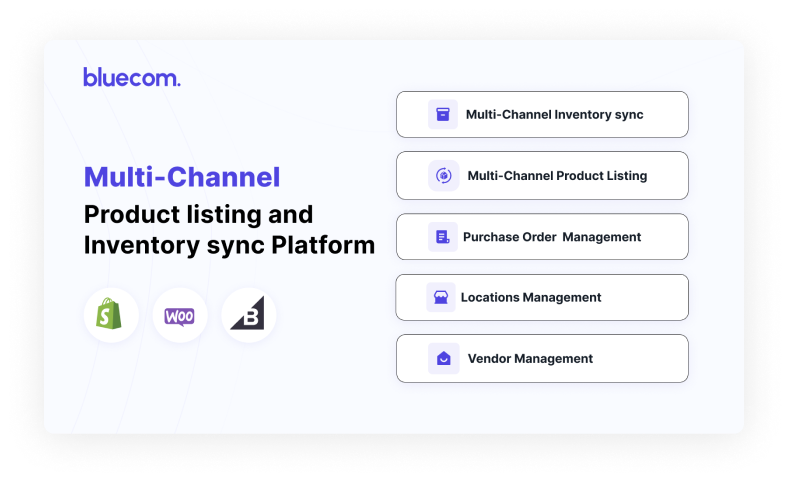 bluecom.
Multi-Channel
Product listing and
Inventory sync Platform
S
WOO
B
Multi-Channel Inventory sync
Multi-Channel Product Listing
Purchase Order Management
Locations Management
Vendor Management